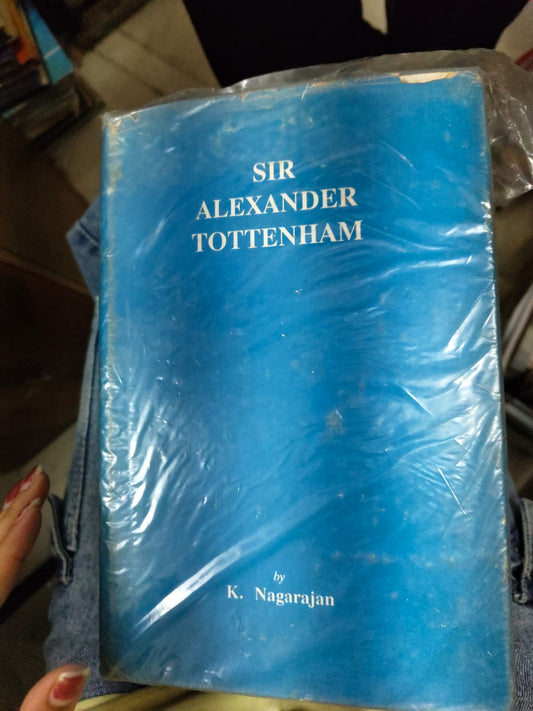 SIR
ALEXANDER
TOTTENHAM
by
K. Nagarajan